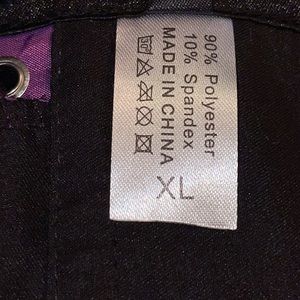 90% Polyester
10% Spandex
MADE IN CHINA
XL